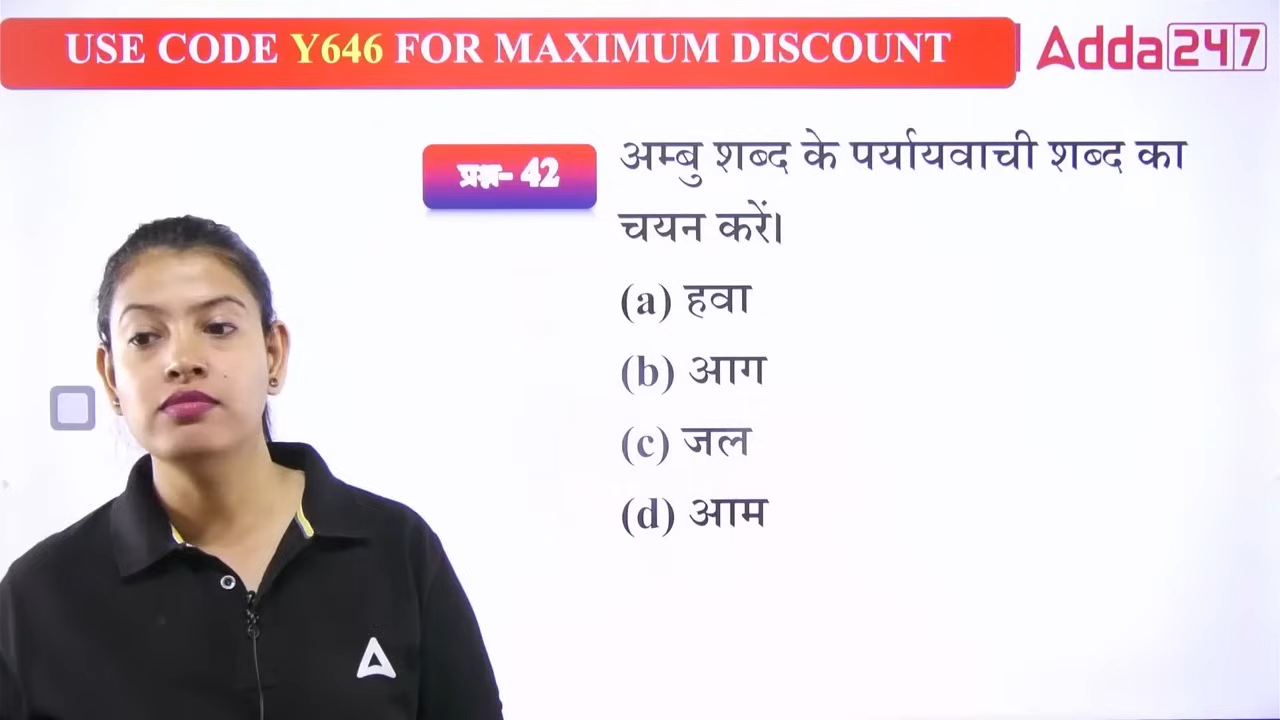 USE CODE Y646 FOR MAXIMUM DISCOUNT
Adda247
प्रश्न- 42
अम्बु शब्द के पर्यायवाची शब्द का
चयन करें।
(a) हवा
(b) आग
(c) जल
(d) आम